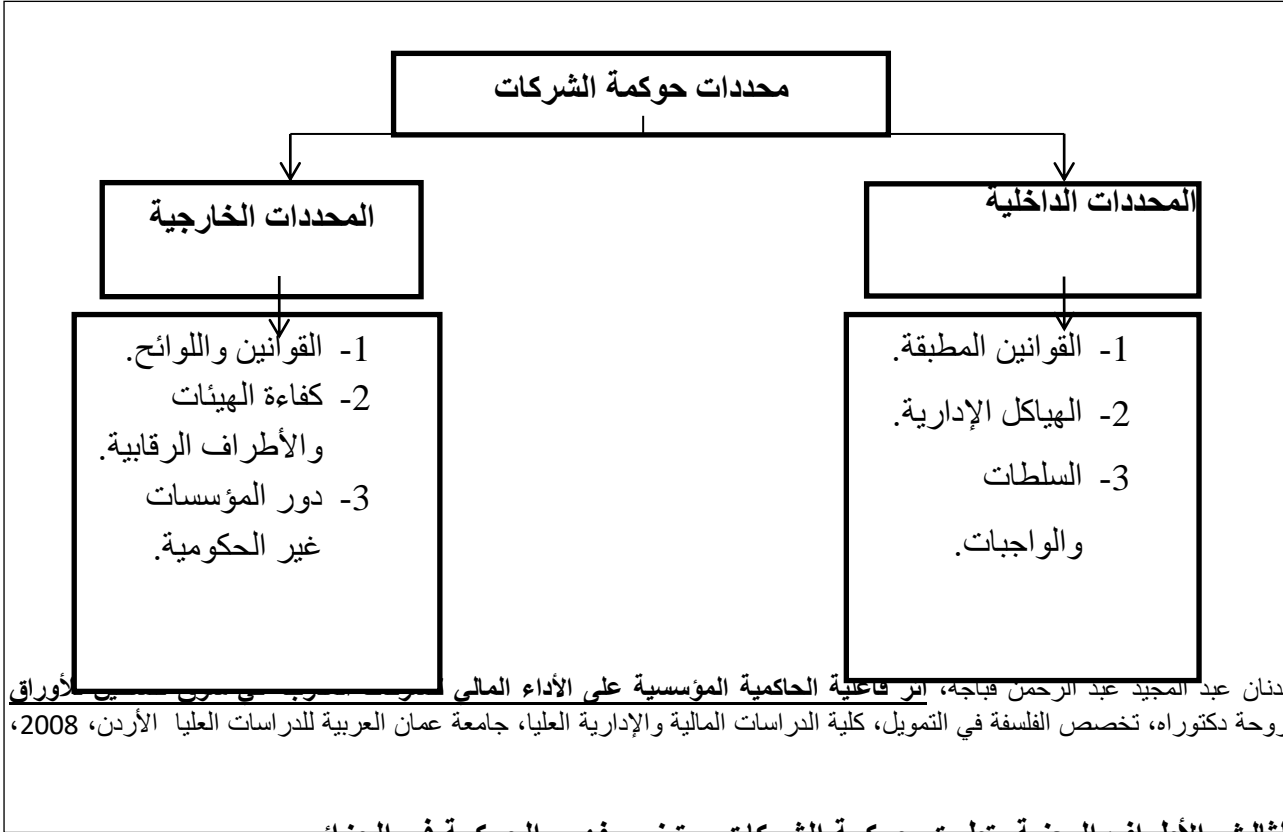 محددات حوكمة الشركات
المحددات الداخلية
المحددات الخارجية
1- القوانين المطبقة.
2- الهياكل الإدارية.
3- السلطات
والواجبات.
1- القوانين واللوائح.
2- كفاءة الهيئات
والأطراف الرقابية.
3- دور المؤسسات
غير الحكومية.
دنان عبد المجيد عبد الرحمن قباجة، أثر فاعلية الحاكمية المؤسسية على الأداء المالي للأوراق
روحة دكتوراه، تخصص الفلسفة في التمويل، كلية الدراسات المالية والإدارية العليا، جامعة عمان العربية للدراسات العليا الأردن، 2008،